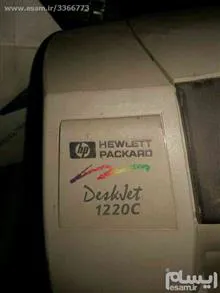 www.esam.ir/3366773
hp HEWLETT
PACKARD
DeskJet
1220C
ایسام
esam.ir